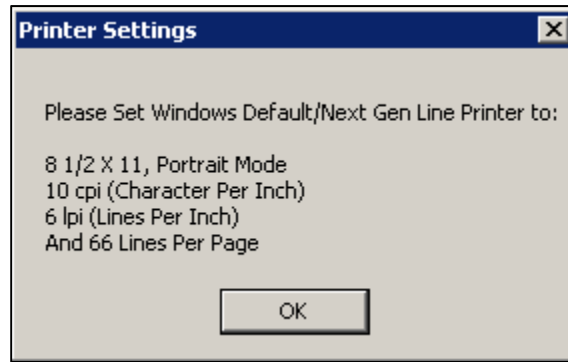 Printer Settings
Please Set Windows Default/Next Gen Line Printer to:
8 1/2 X 11, Portrait Mode
10 cpi (Character Per Inch)
6 lpi (Lines Per Inch)
And 66 Lines Per Page
OK